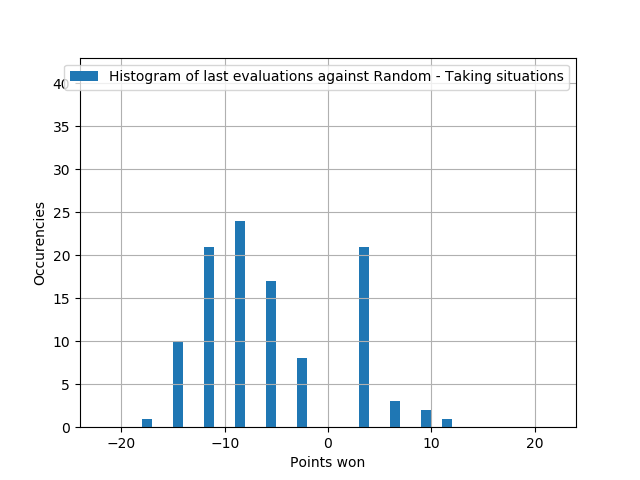 Histogram of last evaluations against Random - Taking situations
40
35
30
25
20
15
10
5
0
Occurencies
−20 −10 0 10 20
Points won